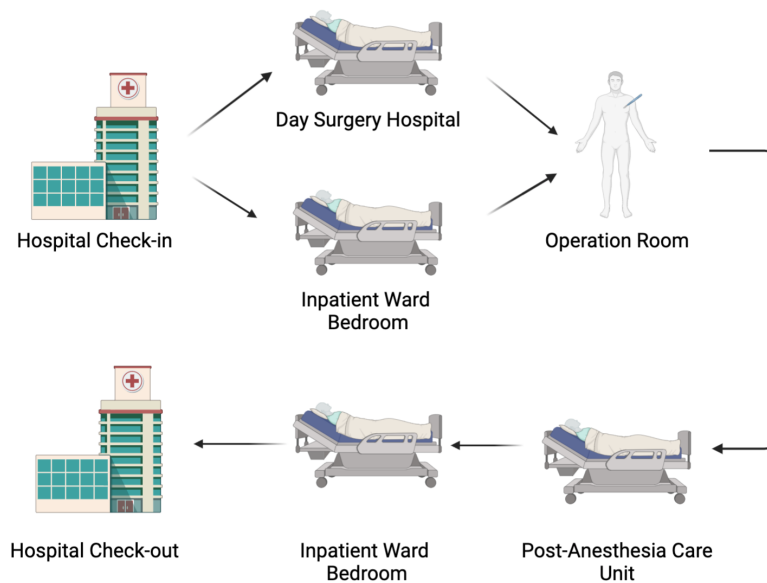 Day Surgery Hospital
Hospital Check-in
Operation Room
Inpatient Ward
Bedroom
Hospital Check-out
Inpatient Ward
Bedroom
Post-Anesthesia Care
Unit